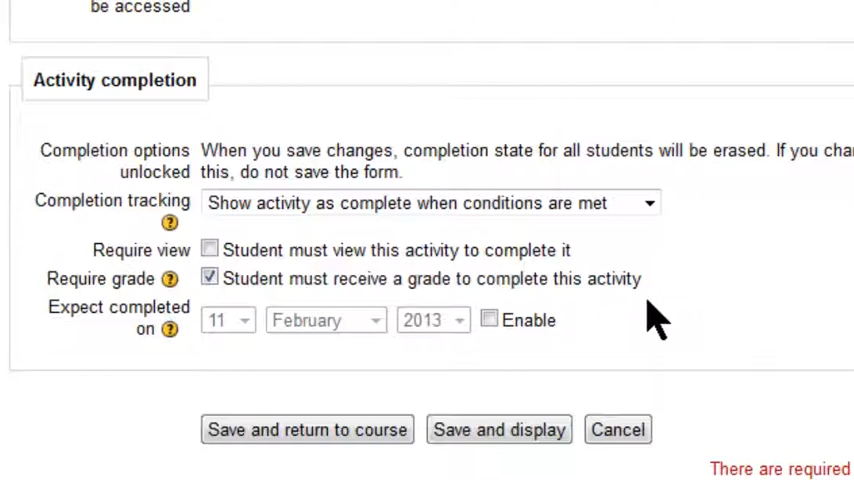 be accessed
Activity completion
Completion options unlocked
When you save changes, completion state for all students will be erased. If you
this, do not save the form.
Completion tracking
Show activity as complete when conditions are met
Require view
Student must view this activity to complete it
Require grade
Student must receive a grade to complete this activity
Expect completed on
11
February
2013
Enable
Save and return to course
Save and display
Cancel
There are required